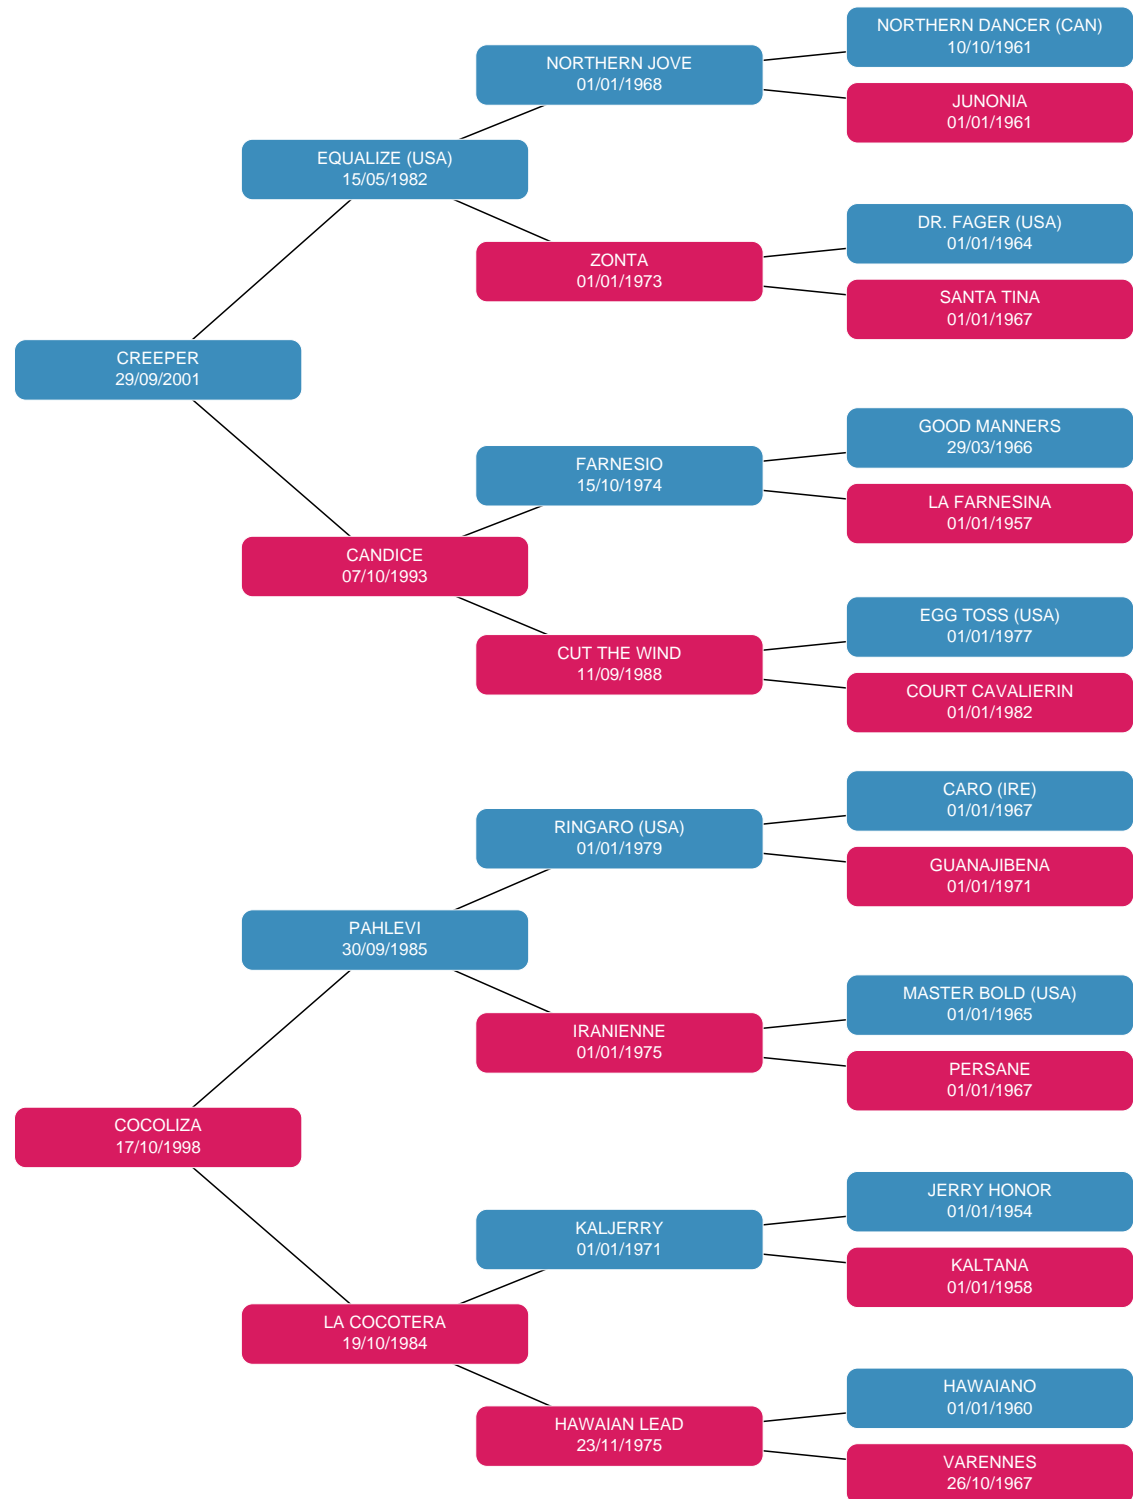 NORTHERN DANCER (CAN)
10/10/1961
NORTHERN JOVE
01/01/1968
JUNONIA
01/01/1961
EQUALIZE (USA)
15/05/1982
DR. FAGER (USA)
01/01/1964
ZONTA
01/01/1973
SANTA TINA
01/01/1967
CREEPER
29/09/2001
GOOD MANNERS
29/03/1966
FARNESIO
15/10/1974
LA FARNESINA
01/01/1957
CANDICE
07/10/1993
EGG TOSS (USA)
01/01/1977
CUT THE WIND
11/09/1988
COURT CAVALIERIN
01/01/1982
CARO (IRE)
01/01/1967
RINGARO (USA)
01/01/1979
GUANAJIBENA
01/01/1971
PAHLEVI
30/09/1985
MASTER BOLD (USA)
01/01/1965
IRANIENNE
01/01/1975
PERSANE
01/01/1967
COCOLIZA
17/10/1998
JERRY HONOR
01/01/1954
KALJERRY
01/01/1971
KALTANA
01/01/1958
LA COCOTERA
19/10/1984
HAWAIANO
01/01/1960
HAWAIAN LEAD
23/11/1975
VARENNES
26/10/1967